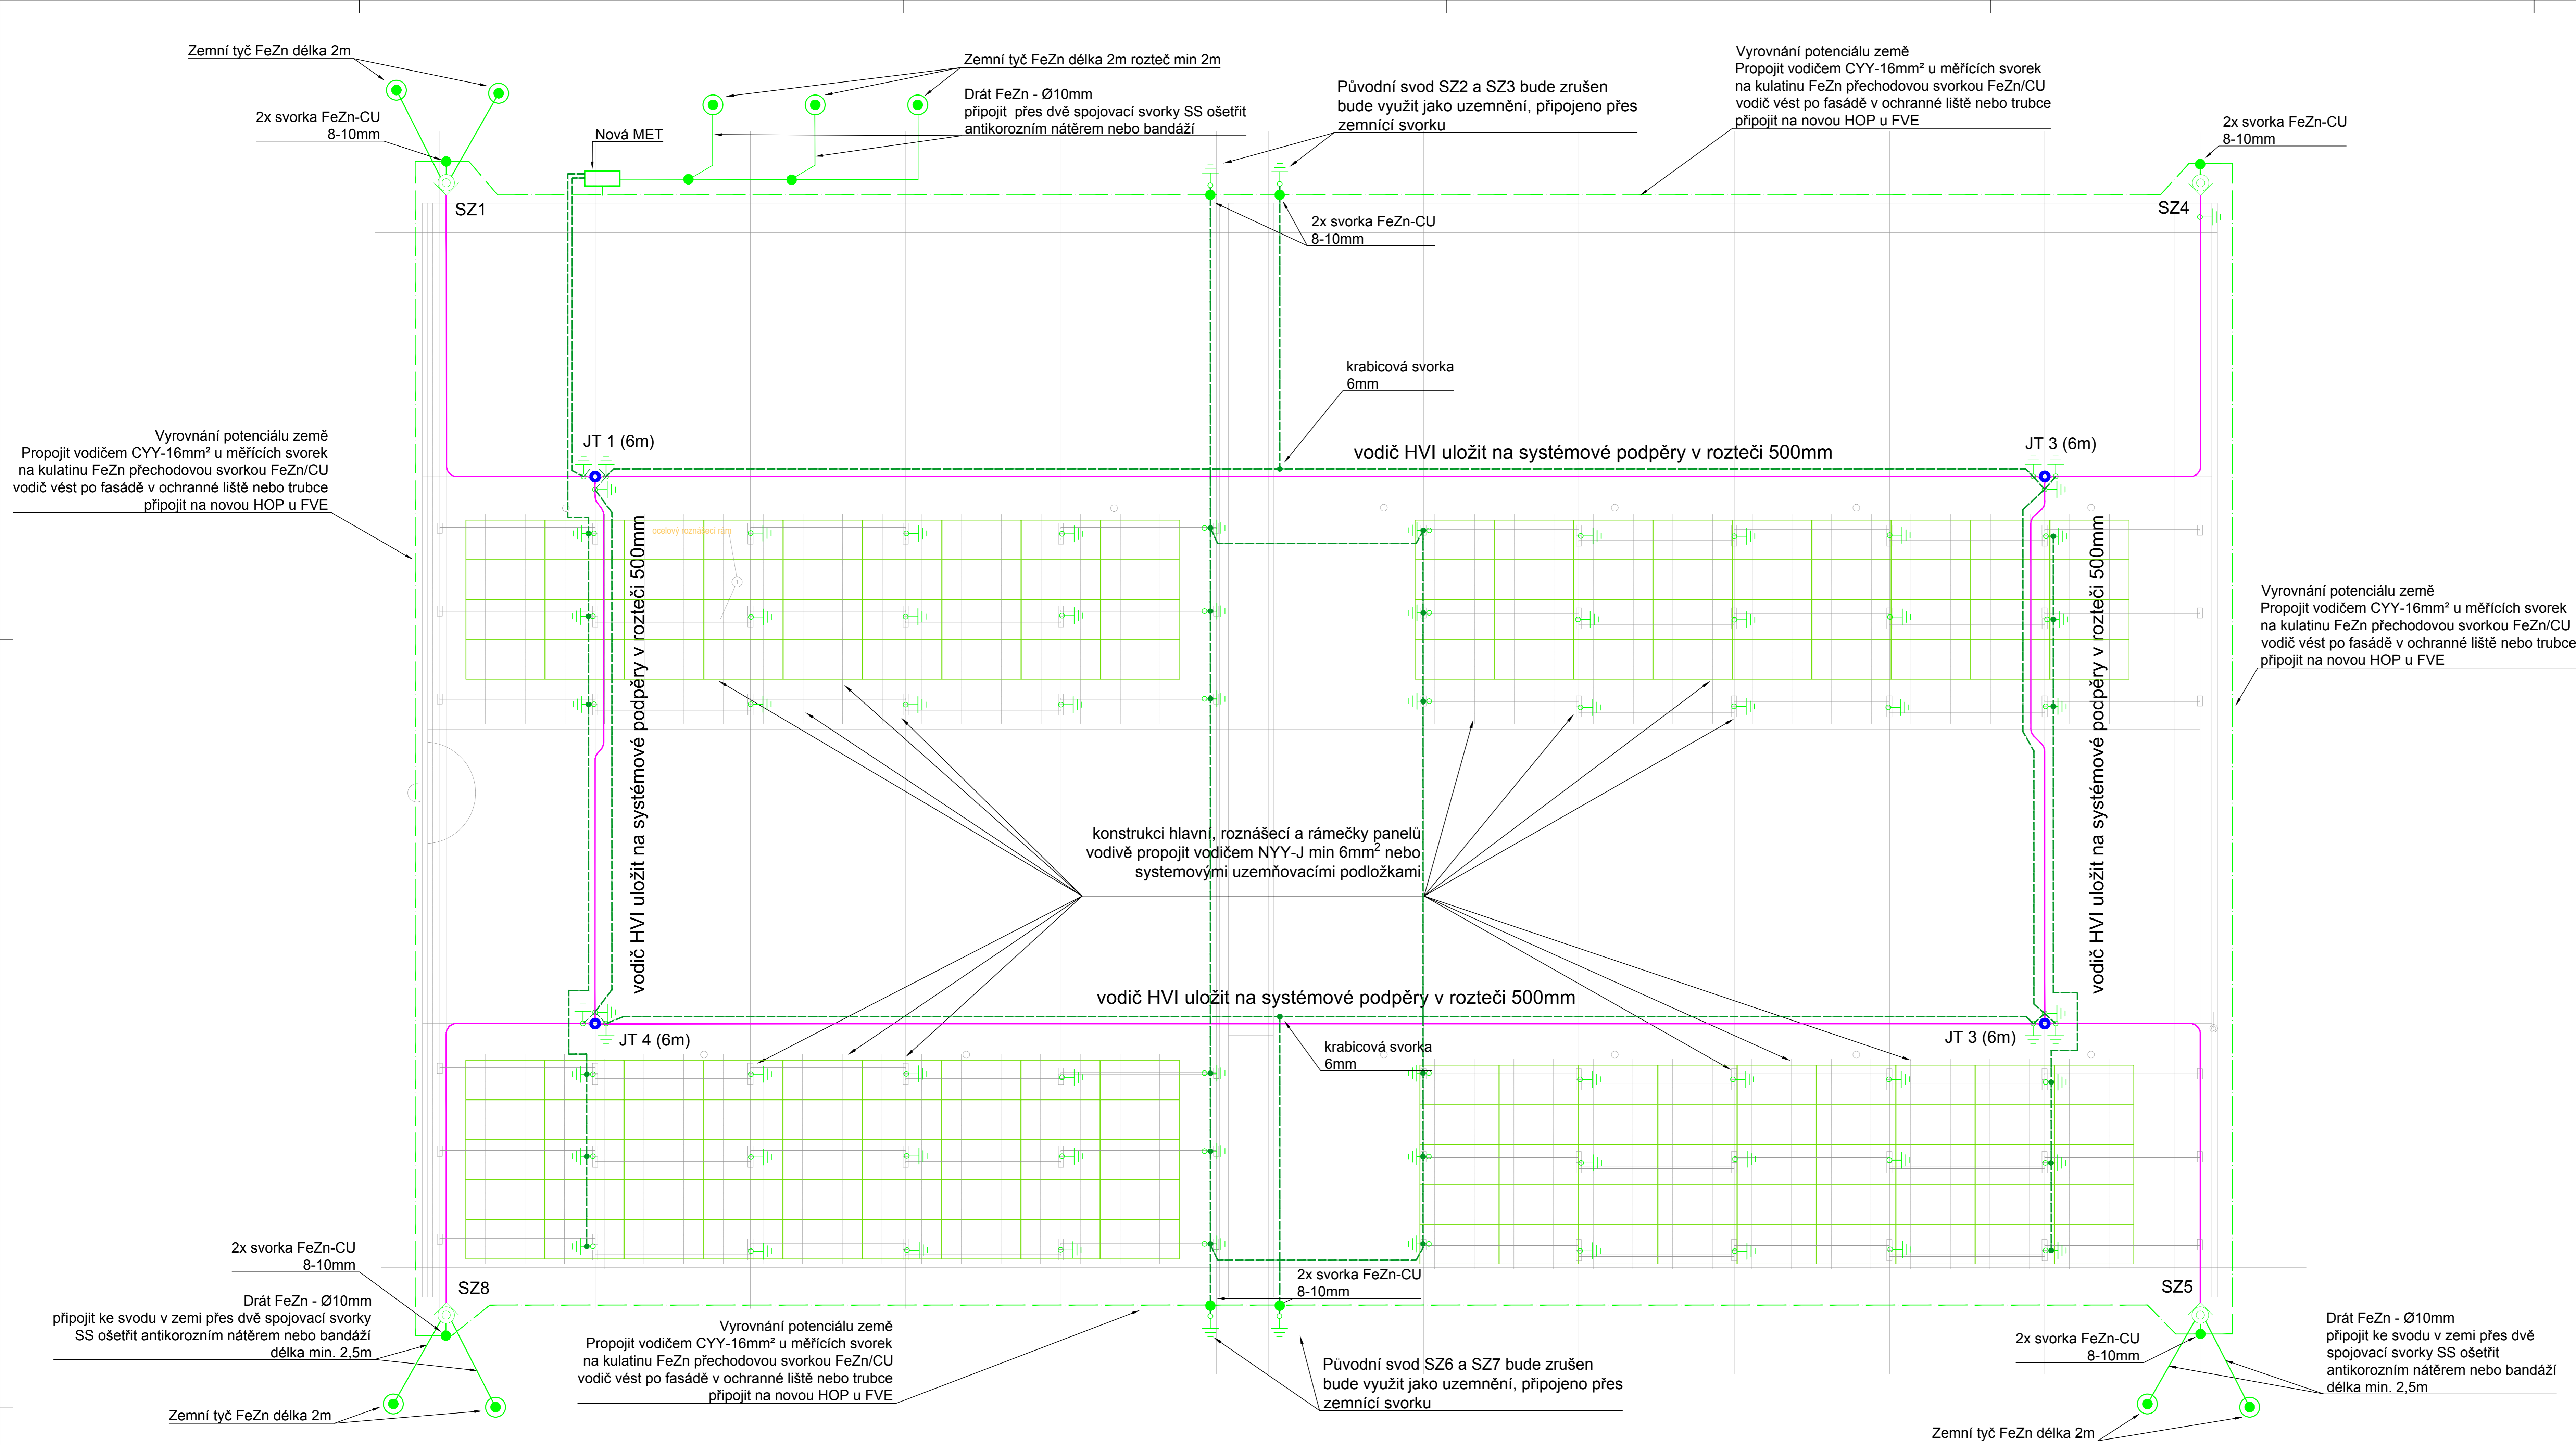 Zemní tyč FeZn délka 2m
2x svorka FeZn-CU
8-10mm
Nová MET
Zemní tyč FeZn délka 2m rozteč min 2m
Drát FeZn - Ø10mm
připojit  přes dvě spojovací svorky SS ošetřit
antikorozním nátěrem nebo bandáží
Původní svod SZ2 a SZ3 bude zrušen
bude využit jako uzemnění, připojeno přes
zemnící svorku
Vyrovnání potenciálu země
Propojit vodičem CYY-16mm² u měřících svorek
na kulatinu FeZn přechodovou svorkou FeZn/CU
vodič vést po fasádě v ochranné liště nebo trubce
připojit na novou HOP u FVE
2x svorka FeZn-CU
8-10mm
SZ1
SZ4
2x svorka FeZn-CU
8-10mm
krabicová svorka
6mm
Vyrovnání potenciálu země
Propojit vodičem CYY-16mm² u měřících svorek
na kulatinu FeZn přechodovou svorkou FeZn/CU
vodič vést po fasádě v ochranné liště nebo trubce
připojit na novou HOP u FVE
JT 1 (6m)
vodič HVI uložit na systémové podpěry v rozteči 500mm
JT 3 (6m)
ocelový roznášecí rám
1
vodič HVI uložit na systémové podpěry v rozteči 500mm
vodič HVI uložit na systémové podpěry v rozteči 500mm
Vyrovnání potenciálu země
Propojit vodičem CYY-16mm² u měřících svorek
na kulatinu FeZn přechodovou svorkou FeZn/CU
vodič vést po fasádě v ochranné liště nebo trubce
připojit na novou HOP u FVE
konstrukci hlavní, roznášecí a rámečky panelů
vodivě propojit vodičem NYY-J min 6mm² nebo
systemovými uzemňovacími podložkami
vodič HVI uložit na systémové podpěry v rozteči 500mm
JT 4 (6m)
JT 3 (6m)
krabicová svorka
6mm
2x svorka FeZn-CU
8-10mm
SZ8
SZ5
2x svorka FeZn-CU
8-10mm
Drát FeZn - Ø10mm
připojit ke svodu v zemi přes dvě spojovací svorky
SS ošetřit antikorozním nátěrem nebo bandáží
délka min. 2,5m
Zemní tyč FeZn délka 2m
Vyrovnání potenciálu země
Propojit vodičem CYY-16mm² u měřících svorek
na kulatinu FeZn přechodovou svorkou FeZn/CU
vodič vést po fasádě v ochranné liště nebo trubce
připojit na novou HOP u FVE
Původní svod SZ6 a SZ7 bude zrušen
bude využit jako uzemnění, připojeno přes
zemnící svorku
2x svorka FeZn-CU
8-10mm
Drát FeZn - Ø10mm
připojit ke svodu v zemi přes dvě
spojovací svorky SS ošetřit
antikorozním nátěrem nebo bandáží
délka min. 2,5m
Zemní tyč FeZn délka 2m